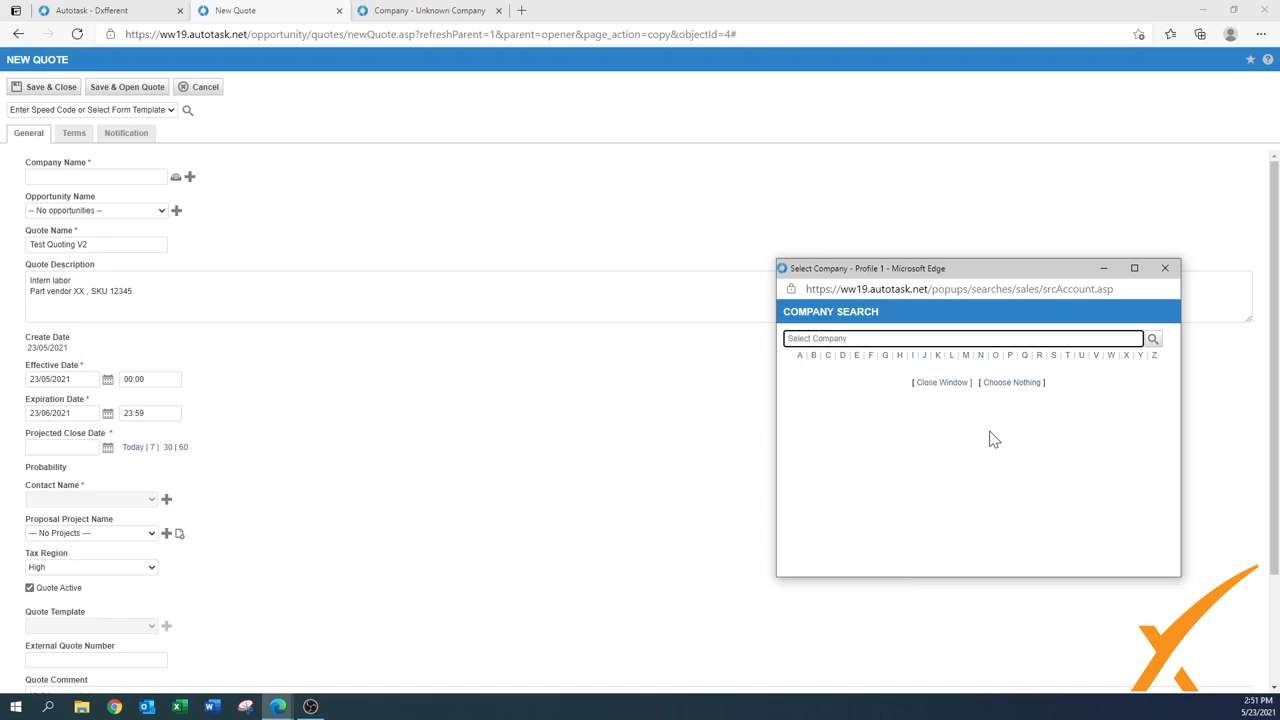 Autotask - Dxfferent
New Quote
Company - Unknown Company
https://ww19.autotask.net/opportunity/quotes/newQuote.asp?refreshParent=1&parent=opener&page_action=copy&objectId=4#
NEW QUOTE
Save & Close
Save & Open Quote
Cancel
Enter Speed Code or Select Form Template
General
Terms
Notification
Company Name *
Opportunity Name
-- No opportunities --
Quote Name *
Test Quoting V2
Quote Description
Intern labor
Part vendor XX , SKU 12345
Create Date
23/05/2021
Effective Date *
23/05/2021
00:00
Expiration Date *
23/06/2021
23:59
Projected Close Date *
Today | 7 | 30 | 60
Probability
Contact Name *
Proposal Project Name
--- No Projects ---
Tax Region
High
Quote Active
Quote Template
External Quote Number
Quote Comment
Select Company - Profile 1 - Microsoft Edge
https://ww19.autotask.net/popups/searches/sales/srcAccount.asp
COMPANY SEARCH
Select Company
A | B | C | D | E | F | G | H | I | J | K | L | M | N | O | P | Q | R | S | T | U | V | W | X | Y | Z
[ Close Window ] [ Choose Nothing ]
2:51 PM
5/23/2021